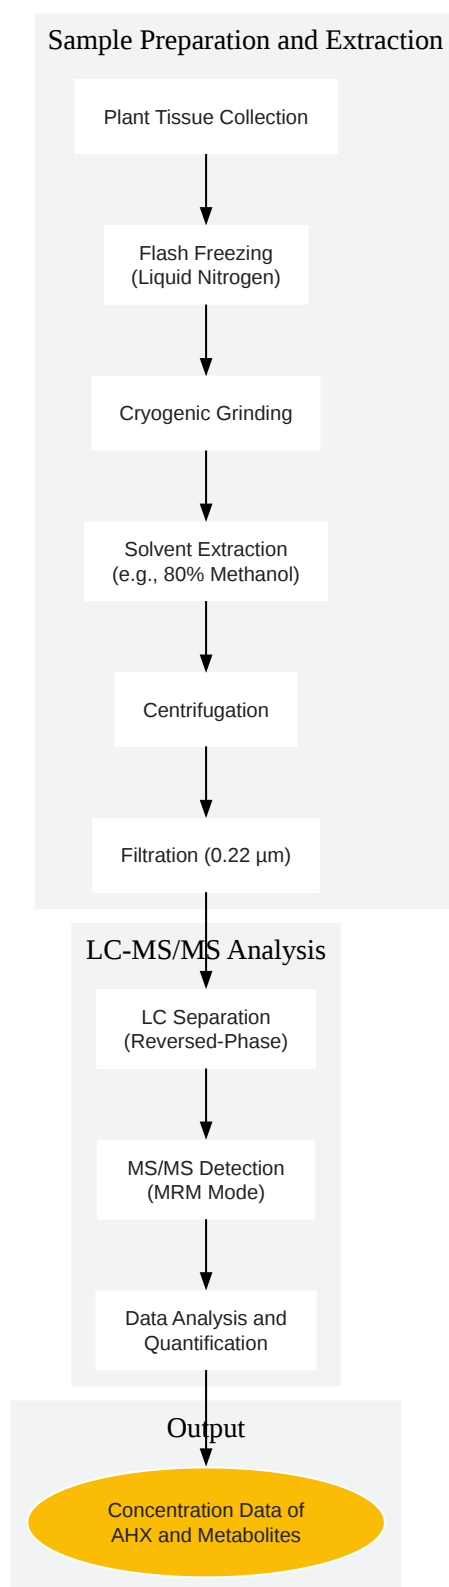 Sample Preparation and Extraction
Plant Tissue Collection
Flash Freezing
(Liquid Nitrogen)
Cryogenic Grinding
Solvent Extraction
(e.g., 80% Methanol)
Centrifugation
Filtration (0.22 µm)
LC-MS/MS Analysis
LC Separation
(Reversed-Phase)
MS/MS Detection
(MRM Mode)
Data Analysis and
Quantification
Output
Concentration Data of
AHX and Metabolites